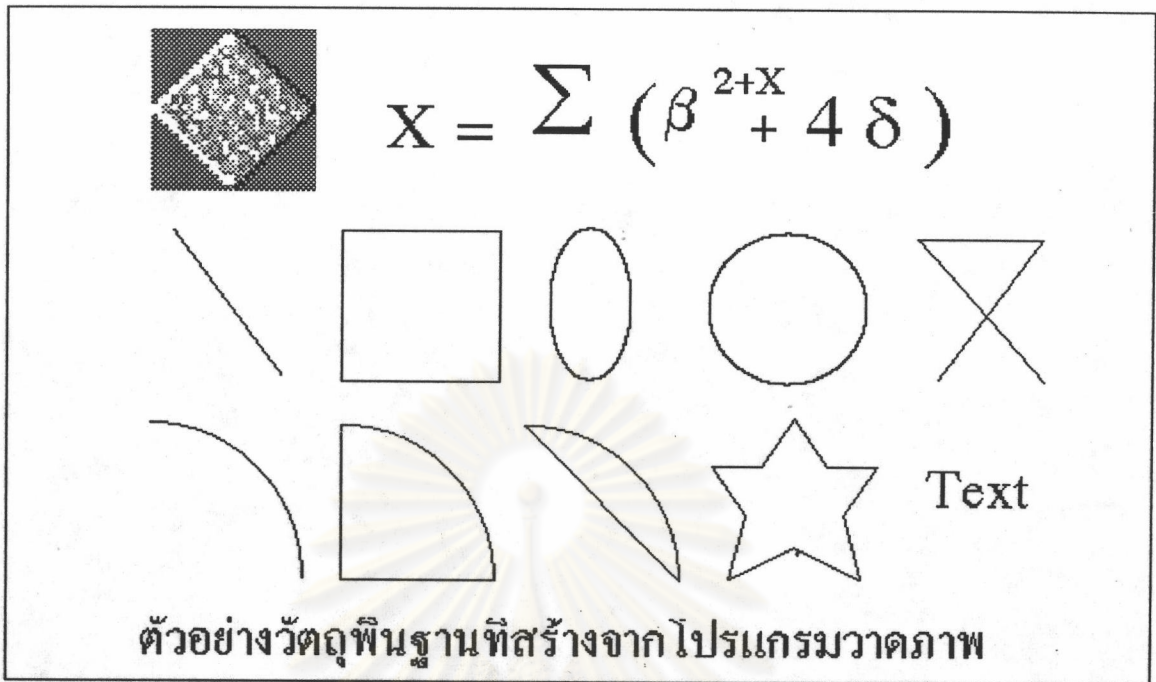 X = Σ (β^{2+X} + 4 δ)
Text
ตัวอย่างวัตถุพื้นฐานที่สร้างจากโปรแกรมวาดภาพ